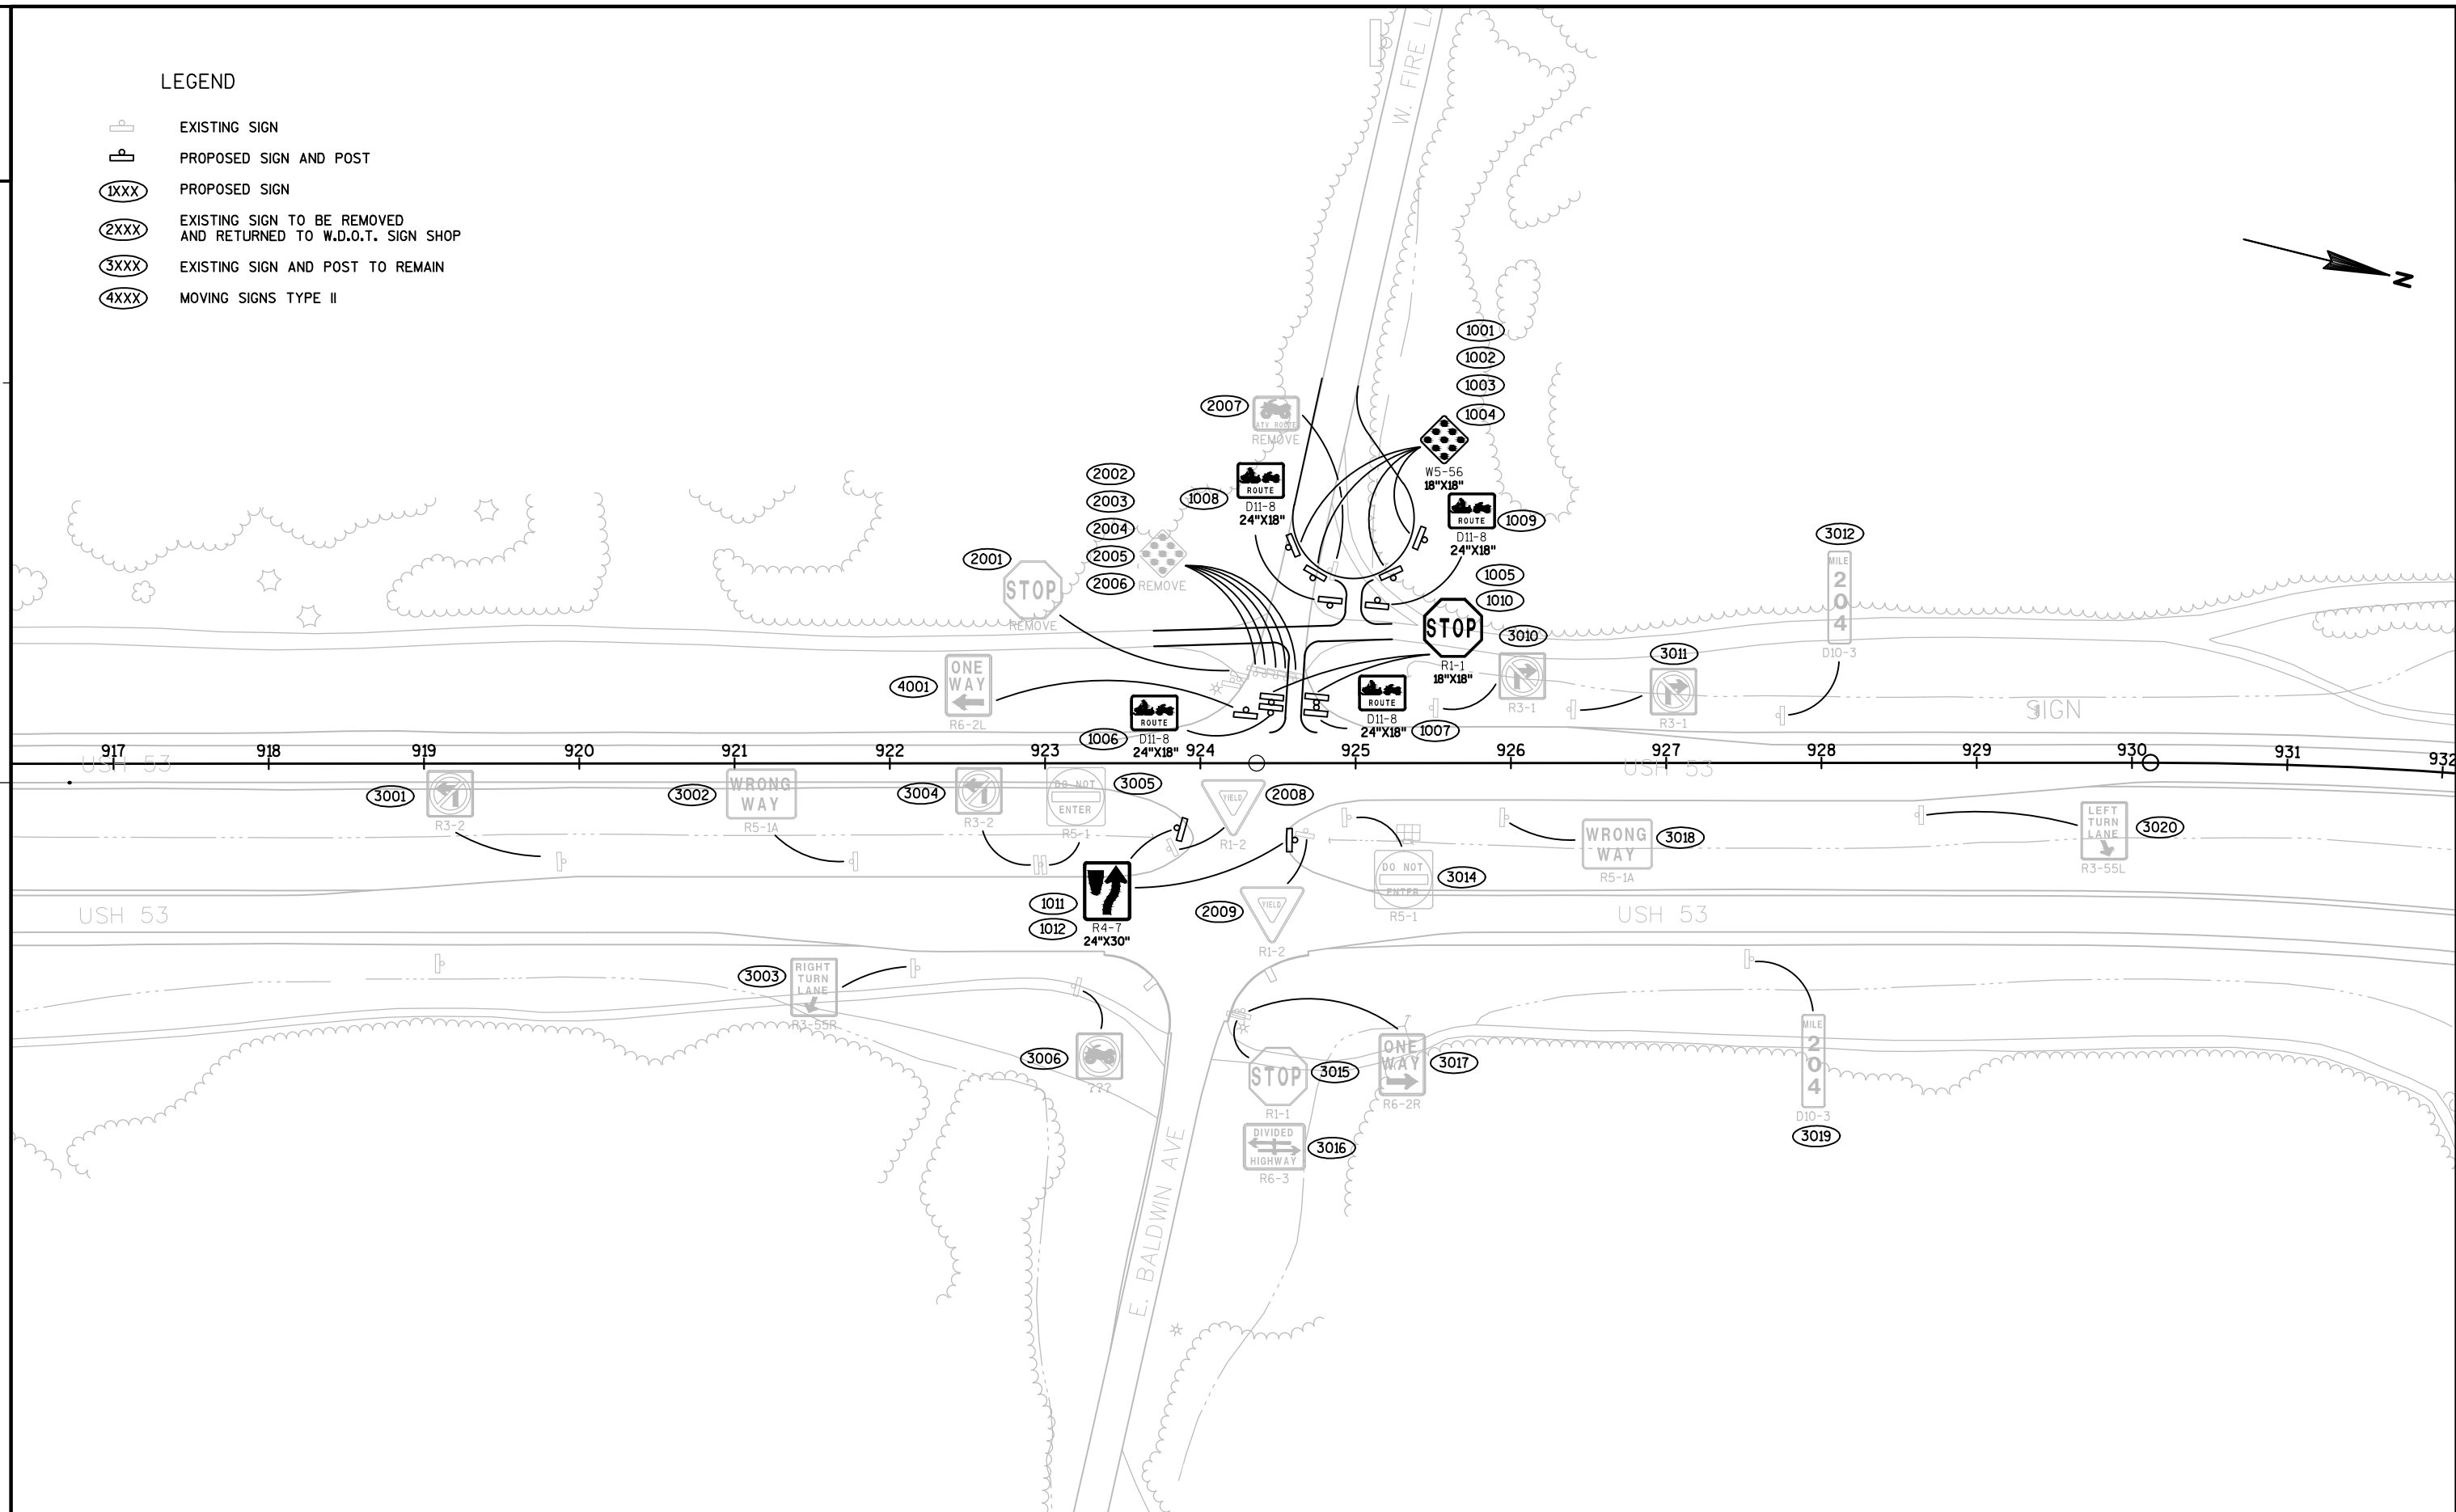 LEGEND
EXISTING SIGN
PROPOSED SIGN AND POST
1XXX PROPOSED SIGN
2XXX EXISTING SIGN TO BE REMOVED
AND RETURNED TO W.D.O.T. SIGN SHOP
3XXX EXISTING SIGN AND POST TO REMAIN
4XXX MOVING SIGNS TYPE II
N
W. FIRE
1001
1002
1003
1004
W5-56
18"X18"
2007
ATV ROUTE
REMOVE
1008
ROUTE
D11-8
24"X18"
ROUTE
1009
D11-8
24"X18"
2002
2003
2004
2005
2006
REMOVE
2001
STOP
REMOVE
1005
1010
STOP
R1-1
18"X18"
3010
R3-1
3011
R3-1
3012
MILE
2
0
4
D10-3
4001
ONE
WAY
R6-2L
ROUTE
1006
D11-8
24"X18"
ROUTE
D11-8
24"X18"
1007
SIGN
917 918 919 920 921 922 923 924 925 926 927 928 929 930 931 932
USH 53
USH 53
3001
R3-2
3002
WRONG
WAY
R5-1A
3004
R3-2
DO NOT
ENTER
R5-1
3005
YIELD
2008
R1-2
3014
DO NOT
ENTER
R5-1
WRONG
WAY
3018
R5-1A
LEFT
TURN
LANE
3020
R3-55L
USH 53
1011
1012
R4-7
24"X30"
2009
YIELD
R1-2
USH 53
3003
RIGHT
TURN
LANE
R3-55R
3006
???
STOP
3015
R1-1
ONE
WAY
3017
R6-2R
DIVIDED
HIGHWAY
3016
R6-3
MILE
2
0
4
D10-3
3019
E. BALDWIN AVE